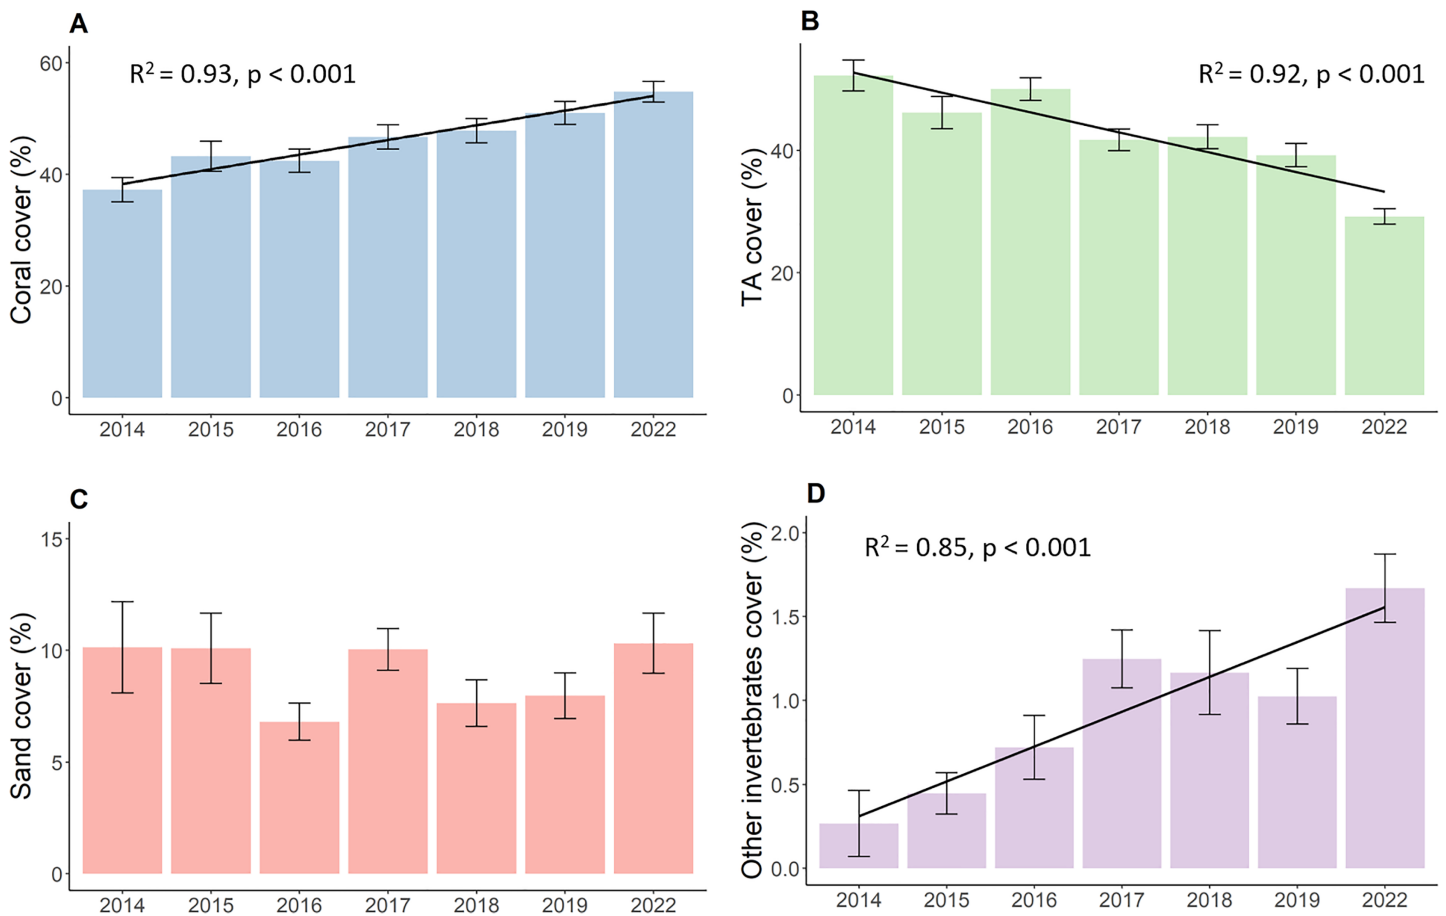 A
R² = 0.93, p < 0.001
Coral cover (%)
60
40
20
0
2014 2015 2016 2017 2018 2019 2022
B
R² = 0.92, p < 0.001
TA cover (%)
40
20
0
2014 2015 2016 2017 2018 2019 2022
C
Sand cover (%)
15
10
5
0
2014 2015 2016 2017 2018 2019 2022
D
R² = 0.85, p < 0.001
Other invertebrates cover (%)
2.0
1.5
1.0
0.5
0.0
2014 2015 2016 2017 2018 2019 2022